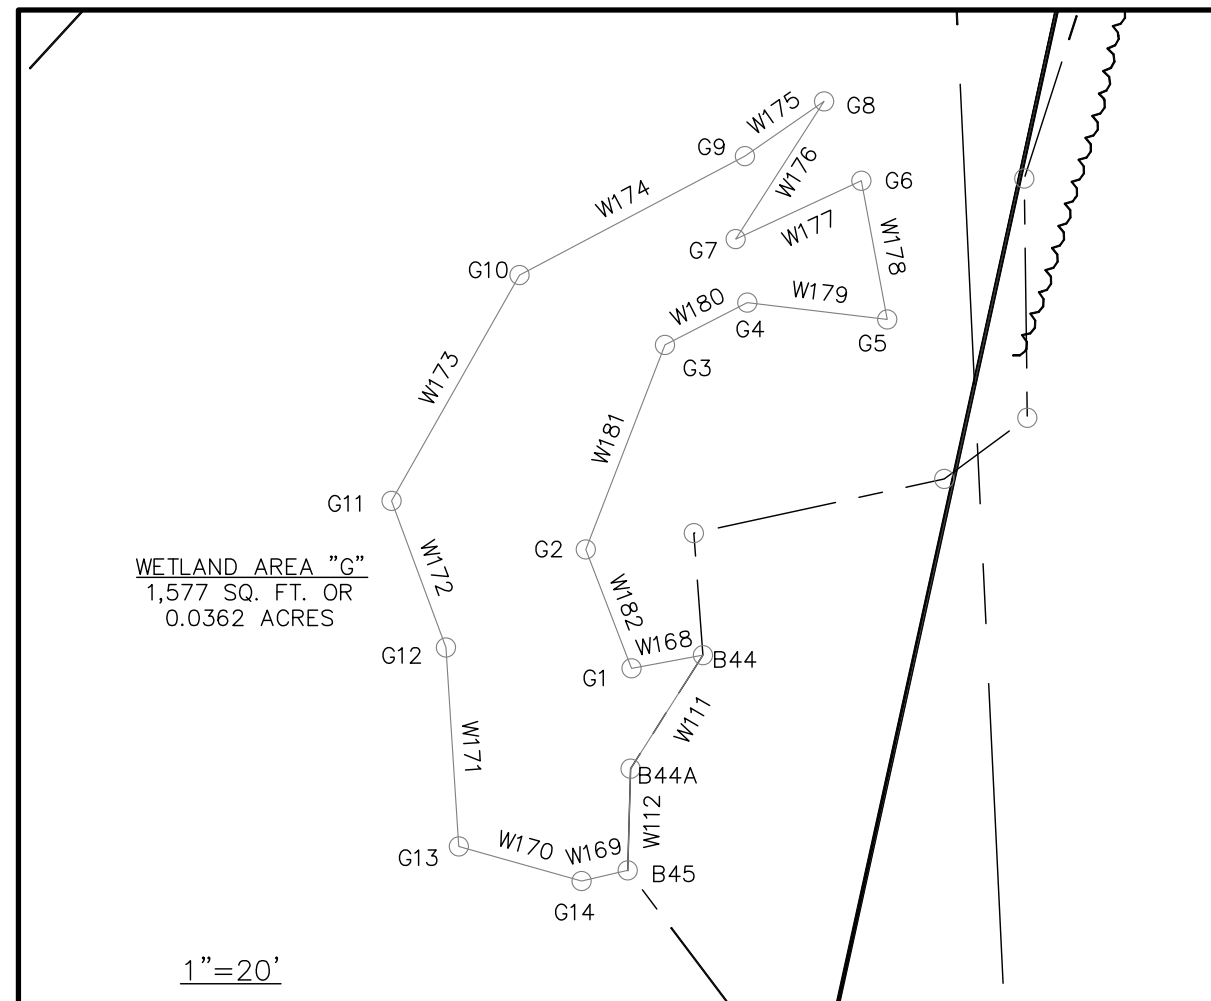 W175
G8
G9
W176
G6
W174
W177
G7
W178
G10
W179
W180
G4
G5
G3
W173
W181
G11
G2
WETLAND AREA "G"
1,577 SQ. FT. OR
0.0362 ACRES
W172
W182
W168
G12
B44
G1
W111
W171
B44A
W112
W170
W169
G13
B45
G14
1"=20'